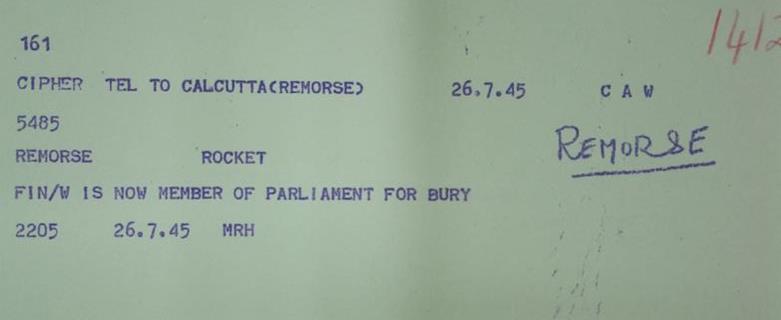 1412
161
CIPHER TEL TO CALCUTTA(REMORSE) 26.7.45 C A W
5485
REMORSE
REMORSE ROCKET
FIN/W IS NOW MEMBER OF PARLIAMENT FOR BURY
2205 26.7.45 MRH